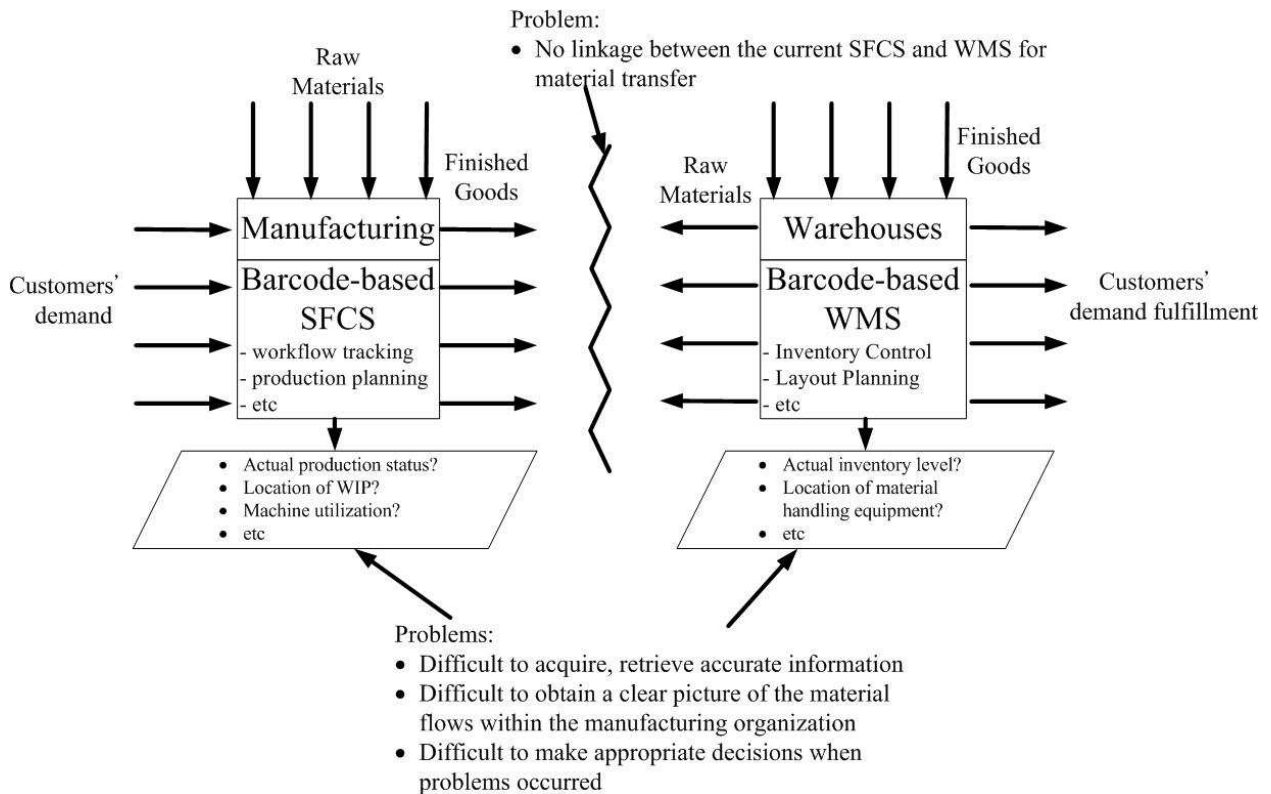 Problem:
• No linkage between the current SFCS and WMS for
material transfer
Raw
Materials
Finished
Goods
Customers'
demand
Manufacturing
Barcode-based
SFCS
- workflow tracking
- production planning
- etc
• Actual production status?
• Location of WIP?
• Machine utilization?
• etc
Raw
Materials
Finished
Goods
Warehouses
Barcode-based
WMS
- Inventory Control
- Layout Planning
- etc
Customers'
demand fulfillment
• Actual inventory level?
• Location of material
handling equipment?
• etc
Problems:
• Difficult to acquire, retrieve accurate information
• Difficult to obtain a clear picture of the material
flows within the manufacturing organization
• Difficult to make appropriate decisions when
problems occurred